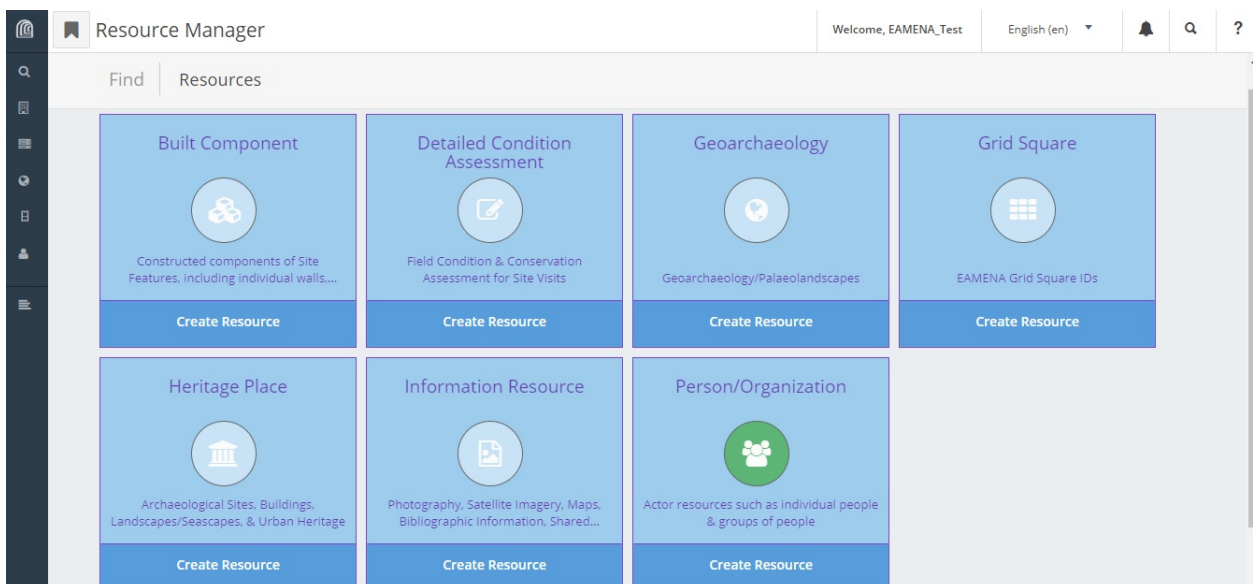 Resource Manager
Welcome, EAMENA_Test
English (en)
?
Find
Resources
Built Component
Constructed components of Site
Features, including individual walls,...
Create Resource
Detailed Condition
Assessment
Field Condition & Conservation
Assessment for Site Visits
Create Resource
Geoarchaeology
Geoarchaeology/Palaeolandscapes
Create Resource
Grid Square
EAMENA Grid Square IDs
Create Resource
Heritage Place
Archaeological Sites, Buildings,
Landscapes/Seascapes, & Urban Heritage
Create Resource
Information Resource
Photography, Satellite Imagery, Maps,
Bibliographic Information, Shared...
Create Resource
Person/Organization
Actor resources such as individual people
& groups of people
Create Resource